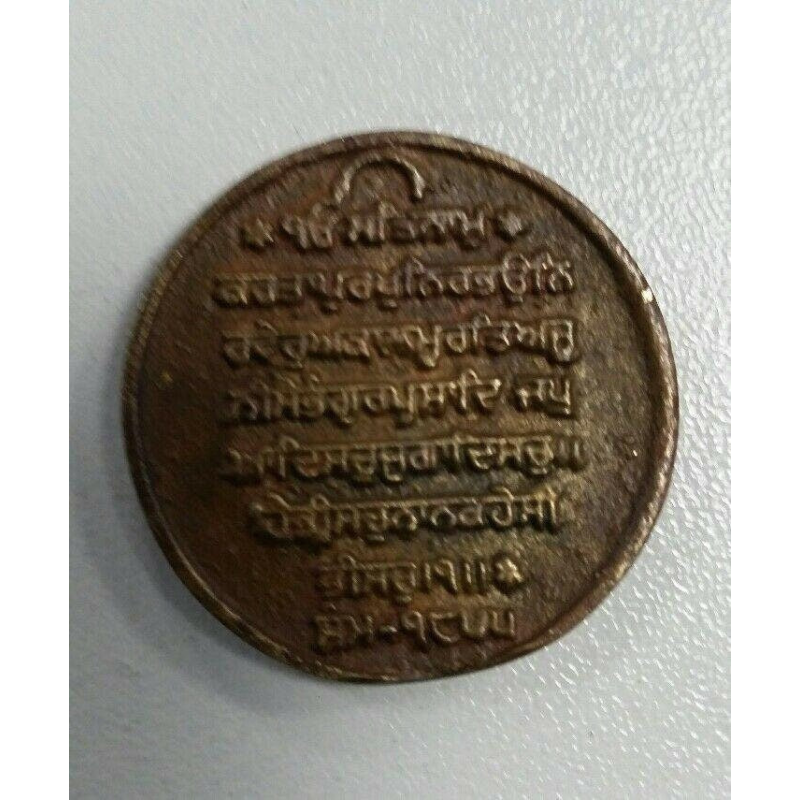 * ੴ ਸਤਿਨਾਮੁ *
ਕਰਤਾਪੁਰਖੁਨਿਰਭਉਨਿ
ਰਵੈਰੁਅਕਾਲਮੂਰਤਿਅਜੂ
ਨੀਸੈਭੰਗੁਰਪ੍ਰਸਾਦਿ ਜਪੁ
ਆਦਿਸਚੁਜੁਗਾਦਿਸਚੁ॥
ਹੈਭੀਸਚੁਨਾਨਕਹੋਸੀ
ਭੀਸਚੁ॥੧॥*
ਸੰਮ-੧੮੫੫